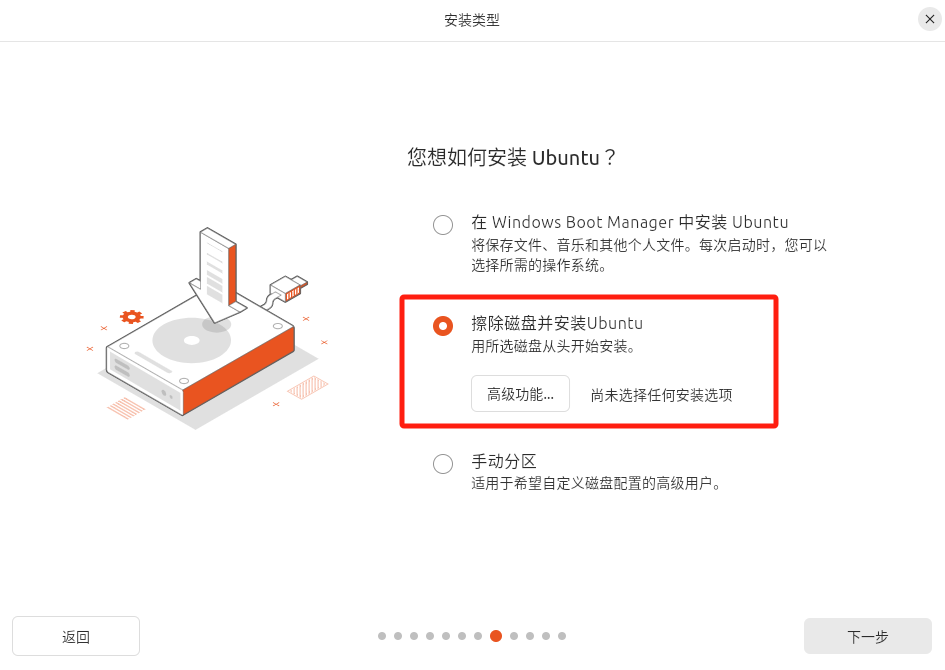 安装类型
您想如何安装 Ubuntu？
在 Windows Boot Manager 中安装 Ubuntu
将保存文件、音乐和其他个人文件。每次启动时，您可以
选择所需的操作系统。
擦除磁盘并安装Ubuntu
用所选磁盘从头开始安装。
高级功能... 尚未选择任何安装选项
手动分区
适用于希望自定义磁盘配置的高级用户。
返回 下一步